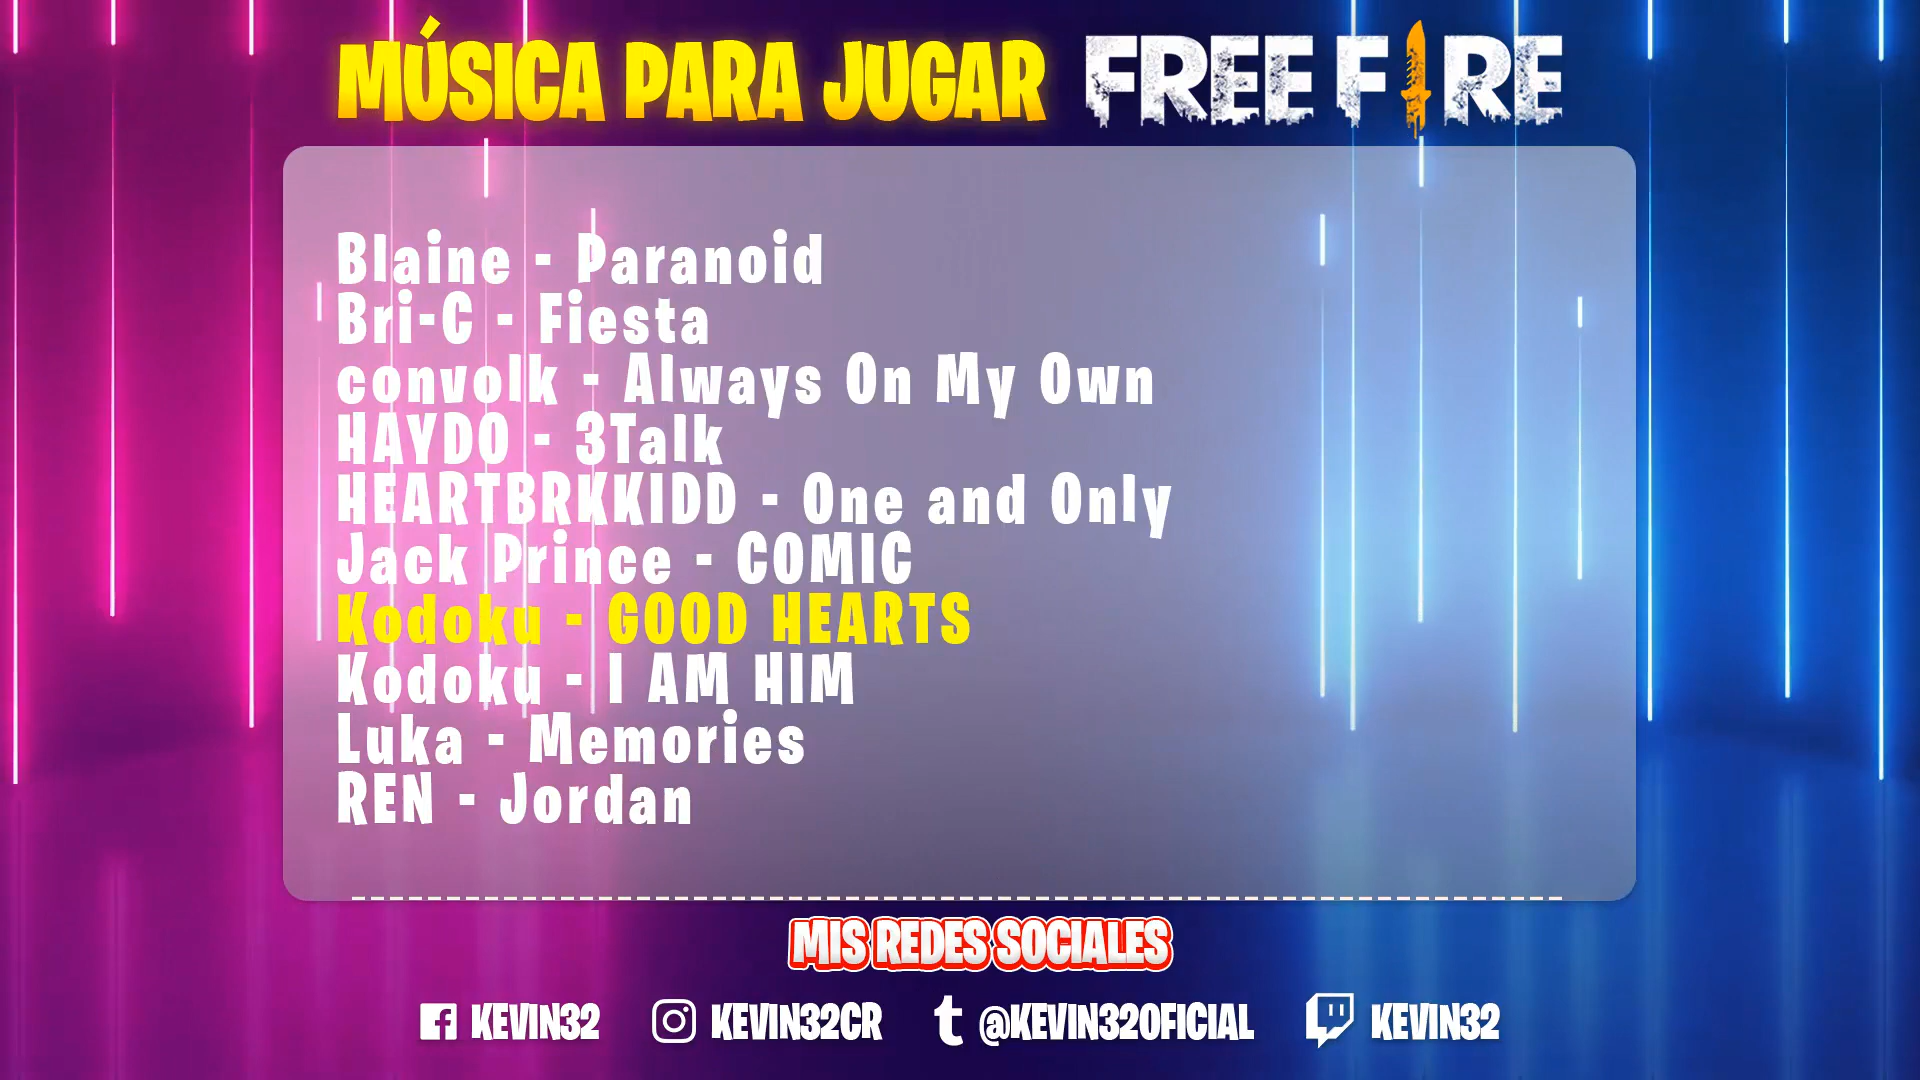 MÚSICA PARA JUGAR FREE FIRE
Blaine - Paranoid
Bri-C - Fiesta
convolk - Always On My Own
HAYDO - 3Talk
HEARTBRKKIDD - One and Only
Jack Prince - COMIC
Kodoku - GOOD HEARTS
Kodoku - I AM HIM
Luka - Memories
REN - Jordan
MIS REDES SOCIALES
KEVIN32 KEVIN32CR @KEVIN32OFICIAL KEVIN32